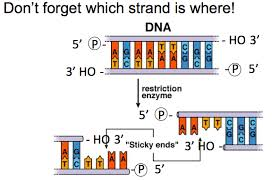 Don't forget which strand is where!
DNA
5' P - HO 3'
3' HO - P 5'
restriction
enzyme
5' P
A A T T
- HO 3'
"Sticky ends" 3' HO -
T T A A
P 5'